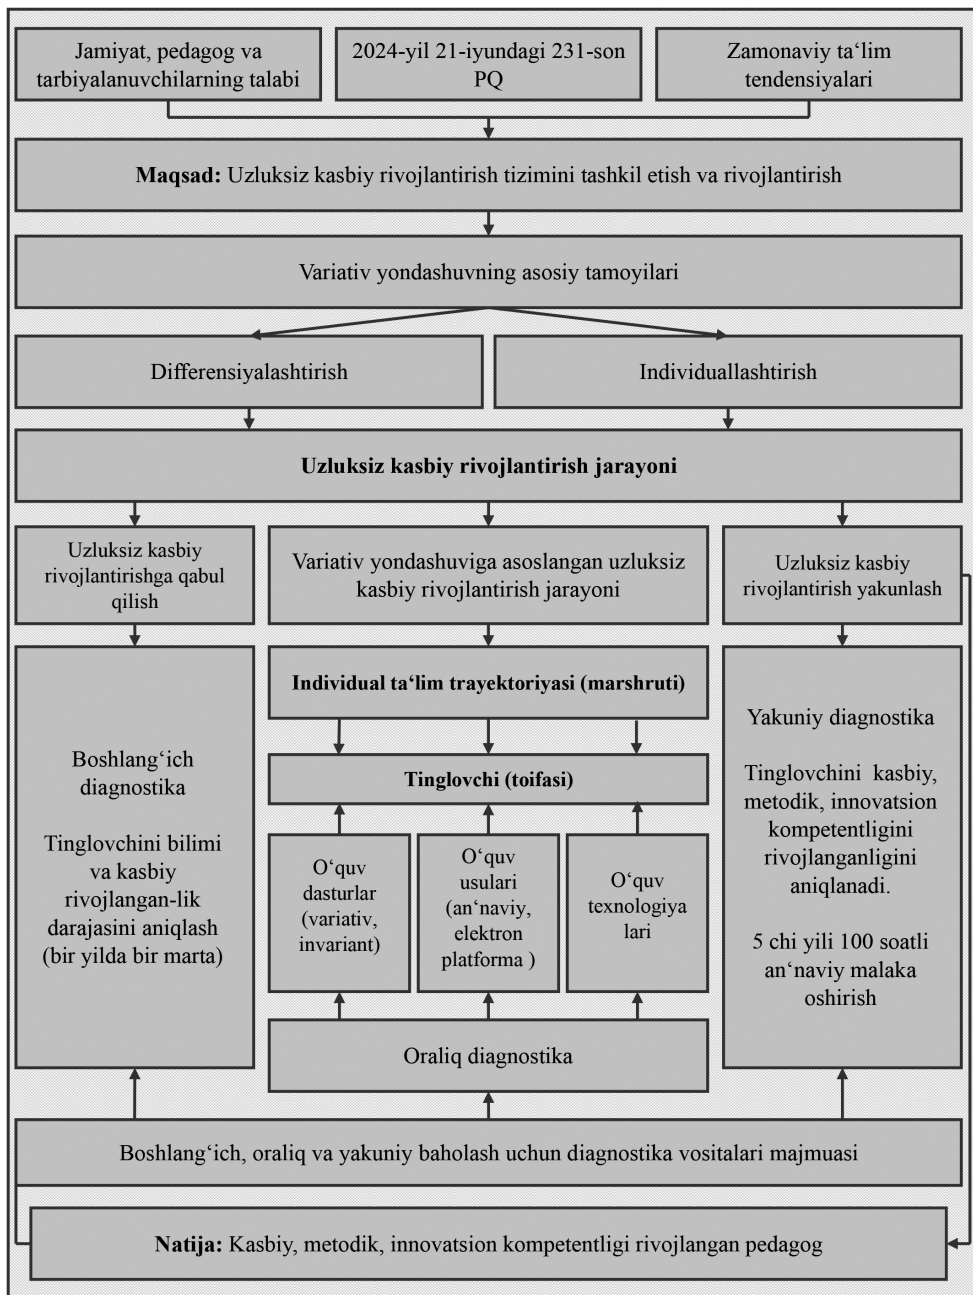 Jamiyat, pedagog va
tarbiyalanuvchilarning talabi
2024-yil 21-iyundagi 231-son
PQ
Zamonaviy ta‘lim
tendensiyalari
Maqsad: Uzluksiz kasbiy rivojlantirish tizimini tashkil etish va rivojlantirish
Variativ yondashuvning asosiy tamoyilari
Differensiyalashtirish
Individuallashtirish
Uzluksiz kasbiy rivojlantirish jarayoni
Uzluksiz kasbiy
rivojlantirishga qabul
qilish
Variativ yondashuviga asoslangan uzluksiz
kasbiy rivojlantirish jarayoni
Uzluksiz kasbiy
rivojlantirish yakunlash
Boshlang‘ich
diagnostika
Tinglovchini bilimi
va kasbiy
rivojlangan-lik
darajasini aniqlash
(bir yilda bir marta)
Individual ta‘lim trayektoriyasi (marshruti)
Tinglovchi (toifasi)
O‘quv
dasturlar
(variativ,
invariant)
O‘quv
usulari
(an‘naviy,
elektron
platforma )
O‘quv
texnologiya
lari
Oraliq diagnostika
Yakuniy diagnostika
Tinglovchini kasbiy,
metodik, innovatsion
kompetentligini
rivojlanganligini
aniqlanadi.
5 chi yili 100 soatli
an‘naviy malaka
oshirish
Boshlang‘ich, oraliq va yakuniy baholash uchun diagnostika vositalari majmuasi
Natija: Kasbiy, metodik, innovatsion kompetentligi rivojlangan pedagog